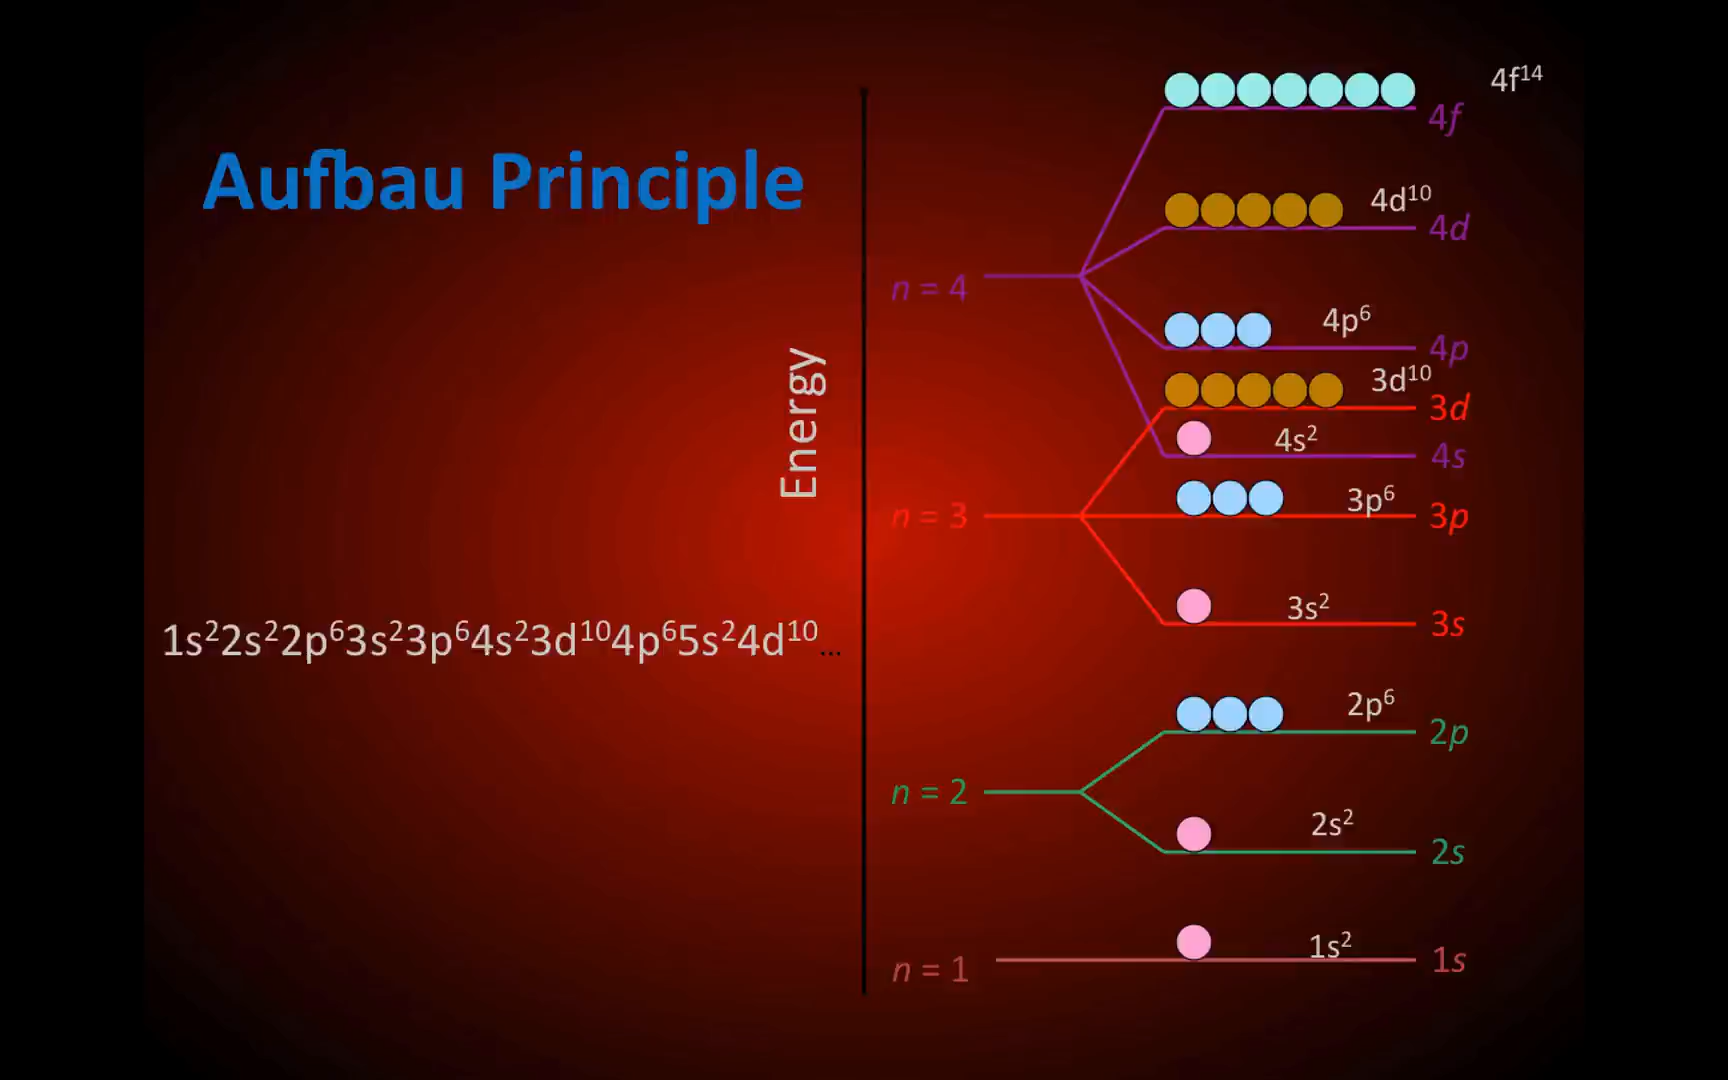 Aufbau Principle
1s²2s²2p⁶3s²3p⁶4s²3d¹⁰4p⁶5s²4d¹⁰...
Energy
4f¹⁴
4f
4d¹⁰
4d
n = 4
4p⁶
4p
3d¹⁰
3d
4s²
4s
3p⁶
n = 3
3p
3s²
3s
2p⁶
2p
n = 2
2s²
2s
1s²
n = 1
1s